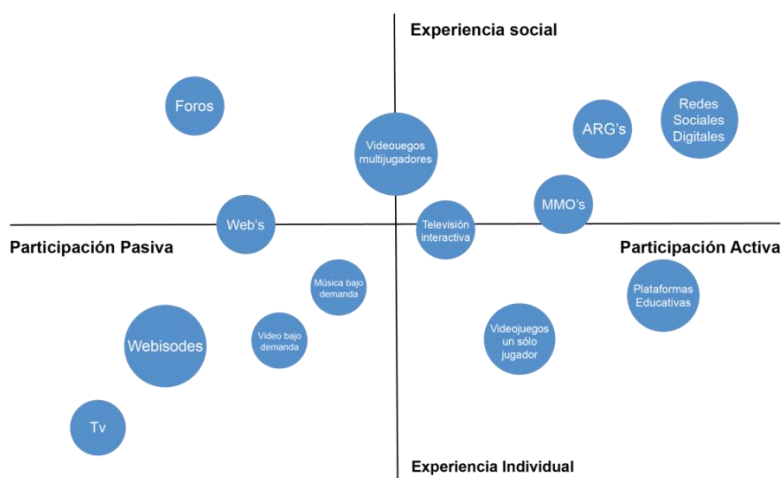 Experiencia social
Foros
Redes
Sociales
Digitales
ARG's
Videouegos
multijugadores
MMO's
Web's
Televisión
interactiva
Participación Pasiva
Participación Activa
Música bajo
demanda
Plataformas
Educativas
Webisodes
Video bajo
demanda
Videojuegos
un sólo
jugador
Tv
Experiencia Individual